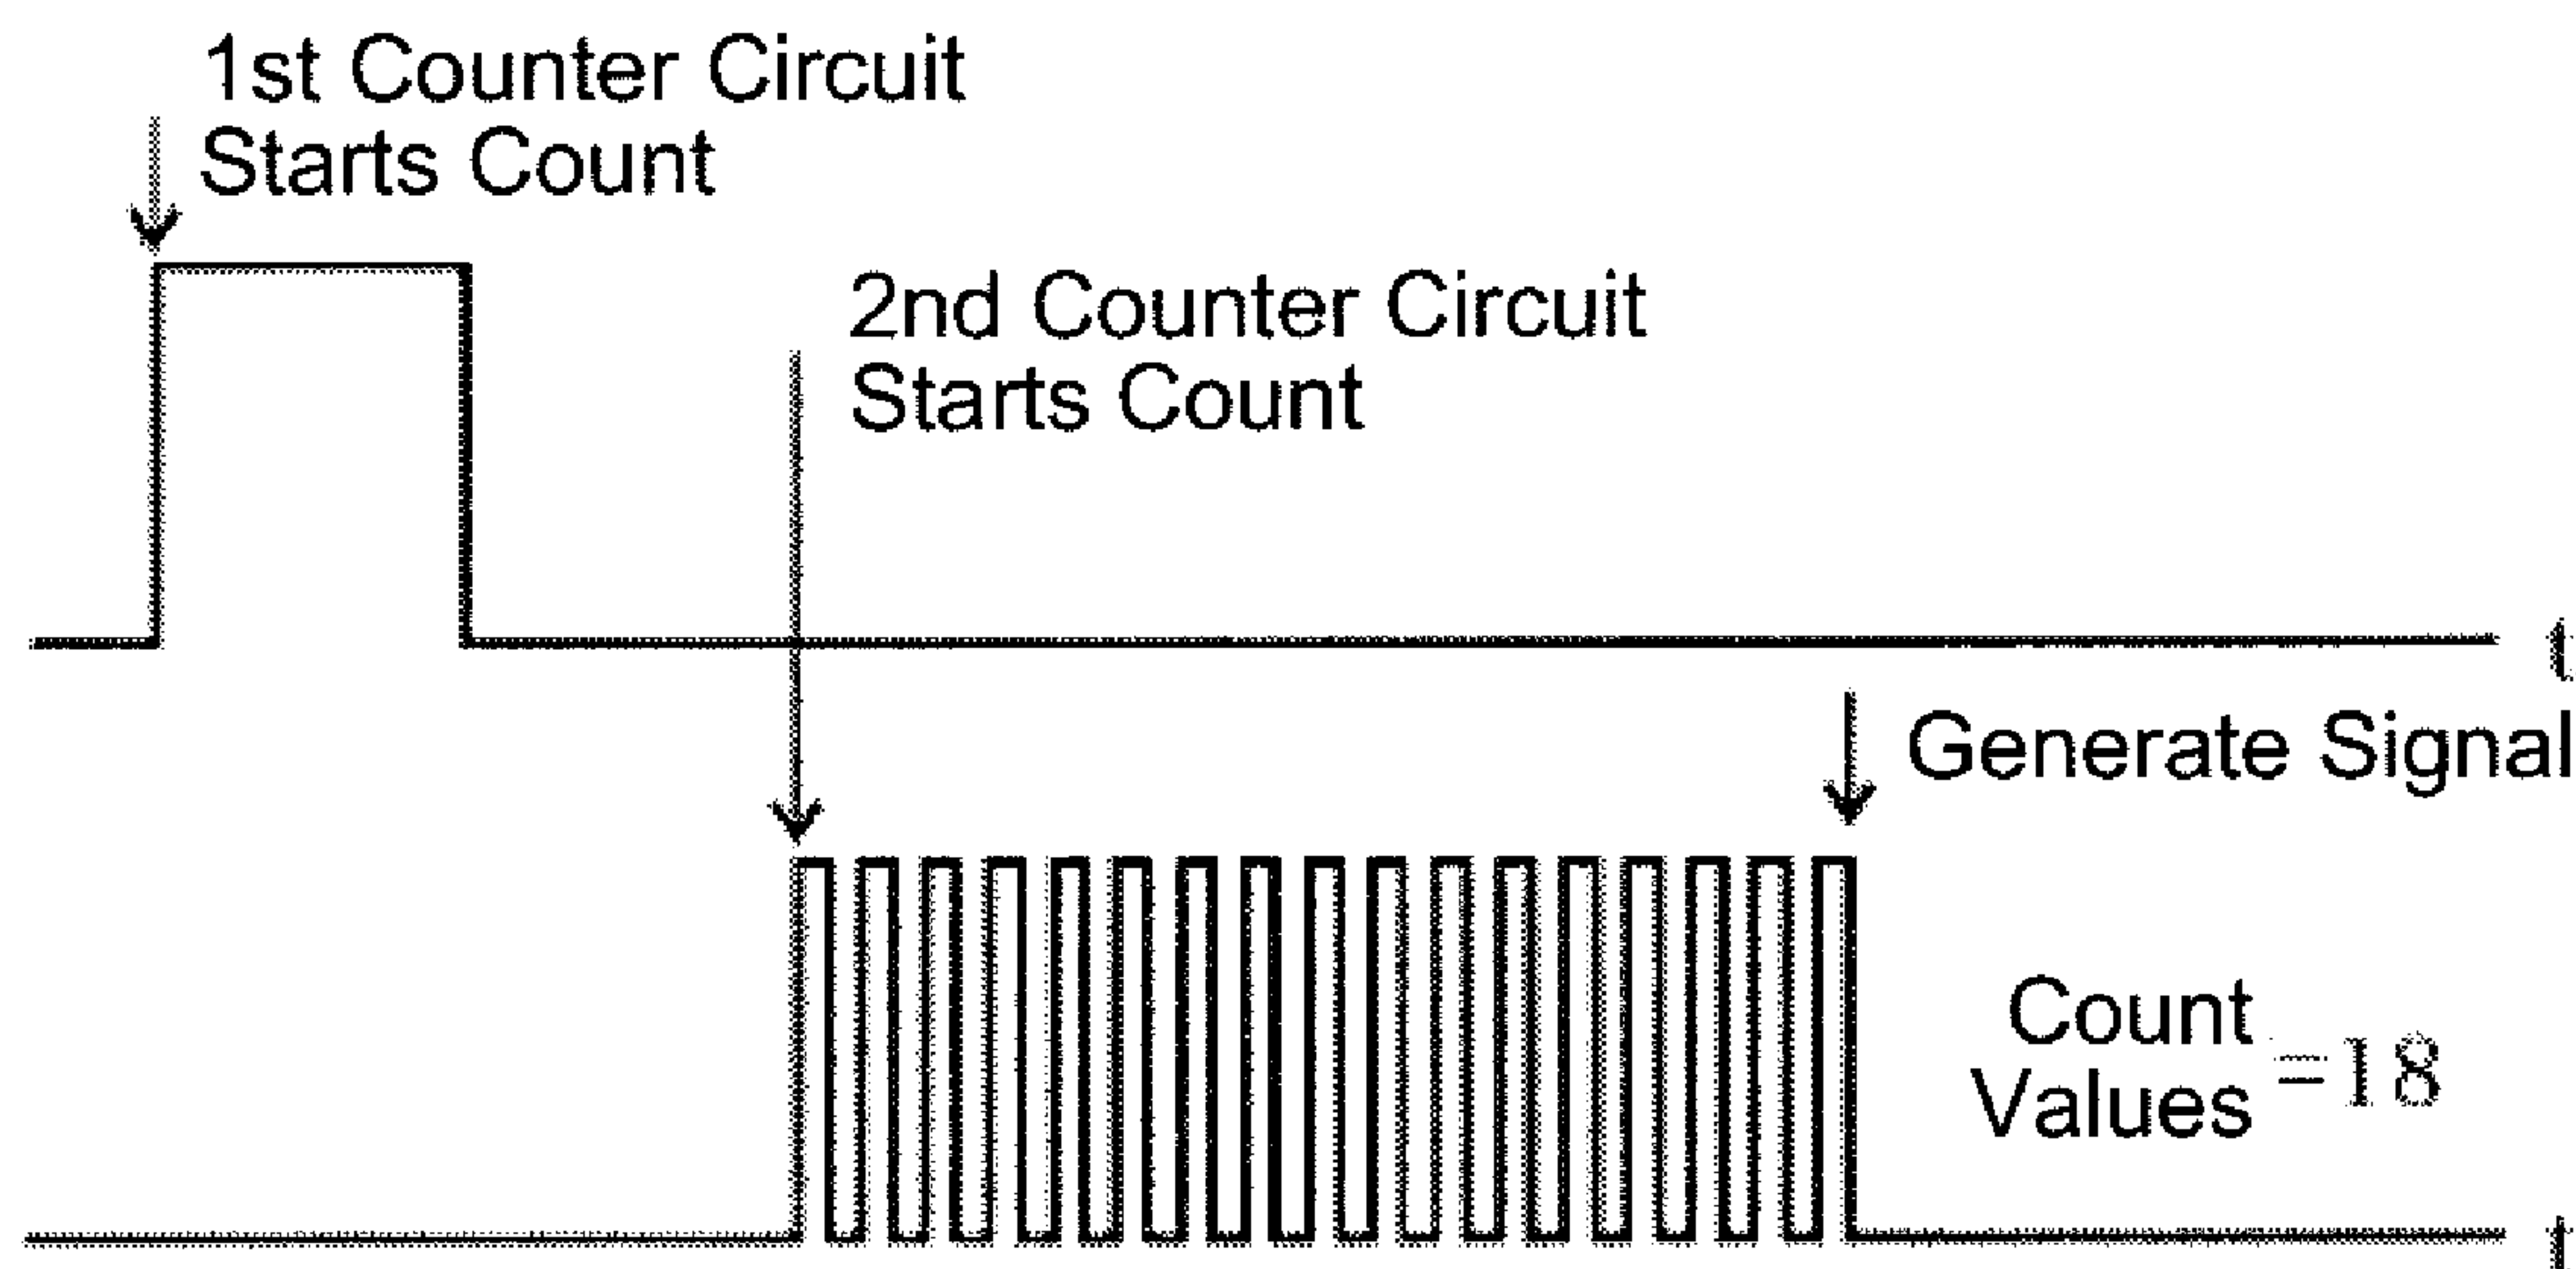 1st Counter Circuit
Starts Count
2nd Counter Circuit
Starts Count
t
Generate Signal
Count
Values =18
t